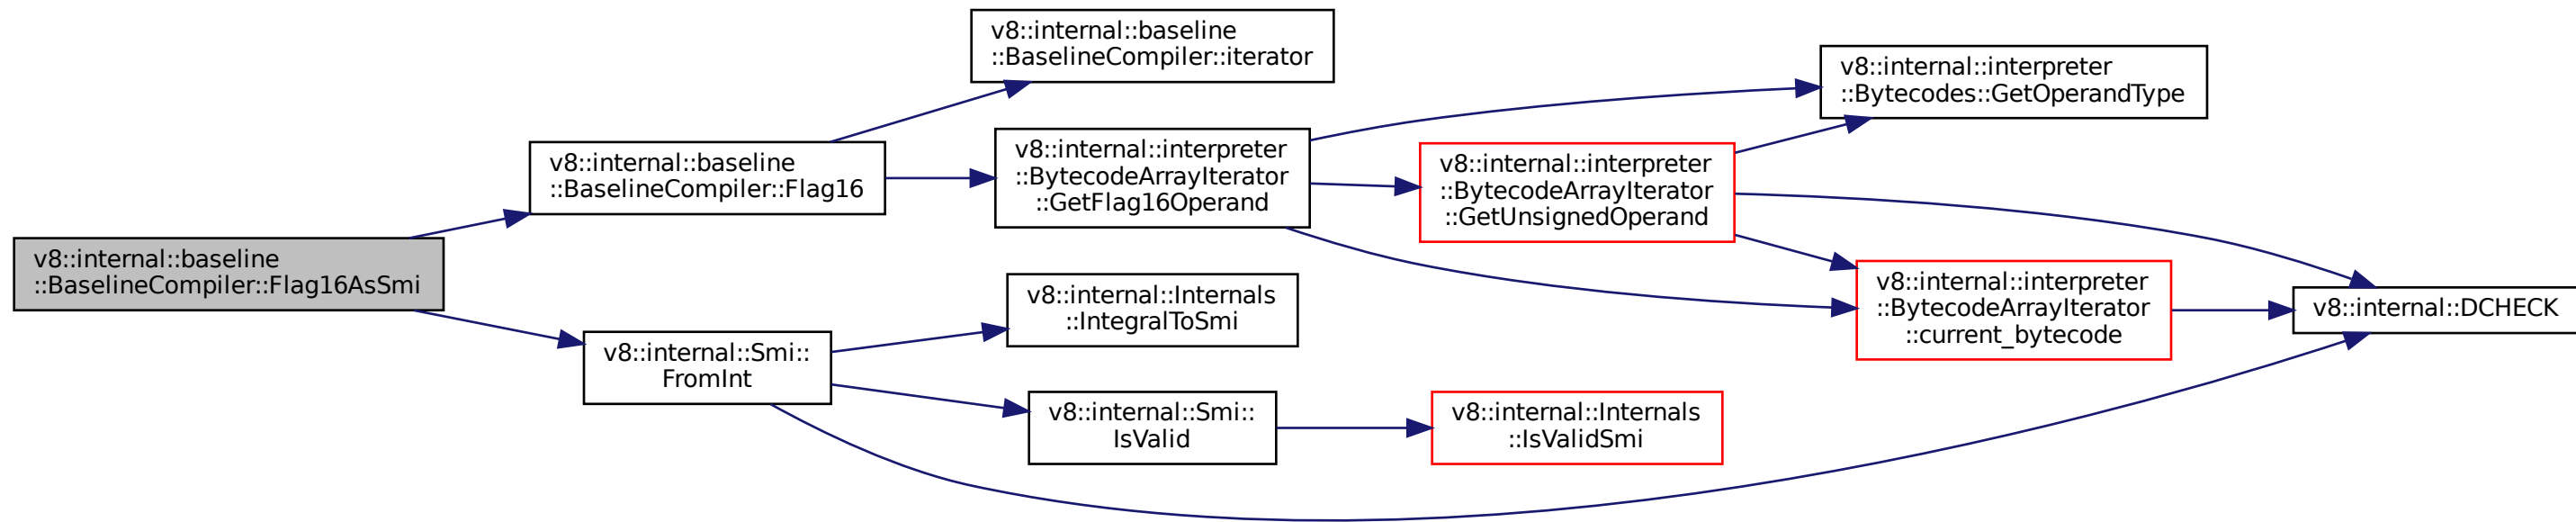 v8::internal::baseline
::BaselineCompiler::iterator
v8::internal::interpreter
::Bytecodes::GetOperandType
v8::internal::baseline
::BaselineCompiler::Flag16
v8::internal::interpreter
::BytecodeArrayIterator
::GetFlag16Operand
v8::internal::interpreter
::BytecodeArrayIterator
::GetUnsignedOperand
v8::internal::baseline
::BaselineCompiler::Flag16AsSmi
v8::internal::Internals
::IntegralToSmi
v8::internal::interpreter
::BytecodeArrayIterator
::current_bytecode
v8::internal::DCHECK
v8::internal::Smi::
FromInt
v8::internal::Smi::
IsValid
v8::internal::Internals
::IsValidSmi